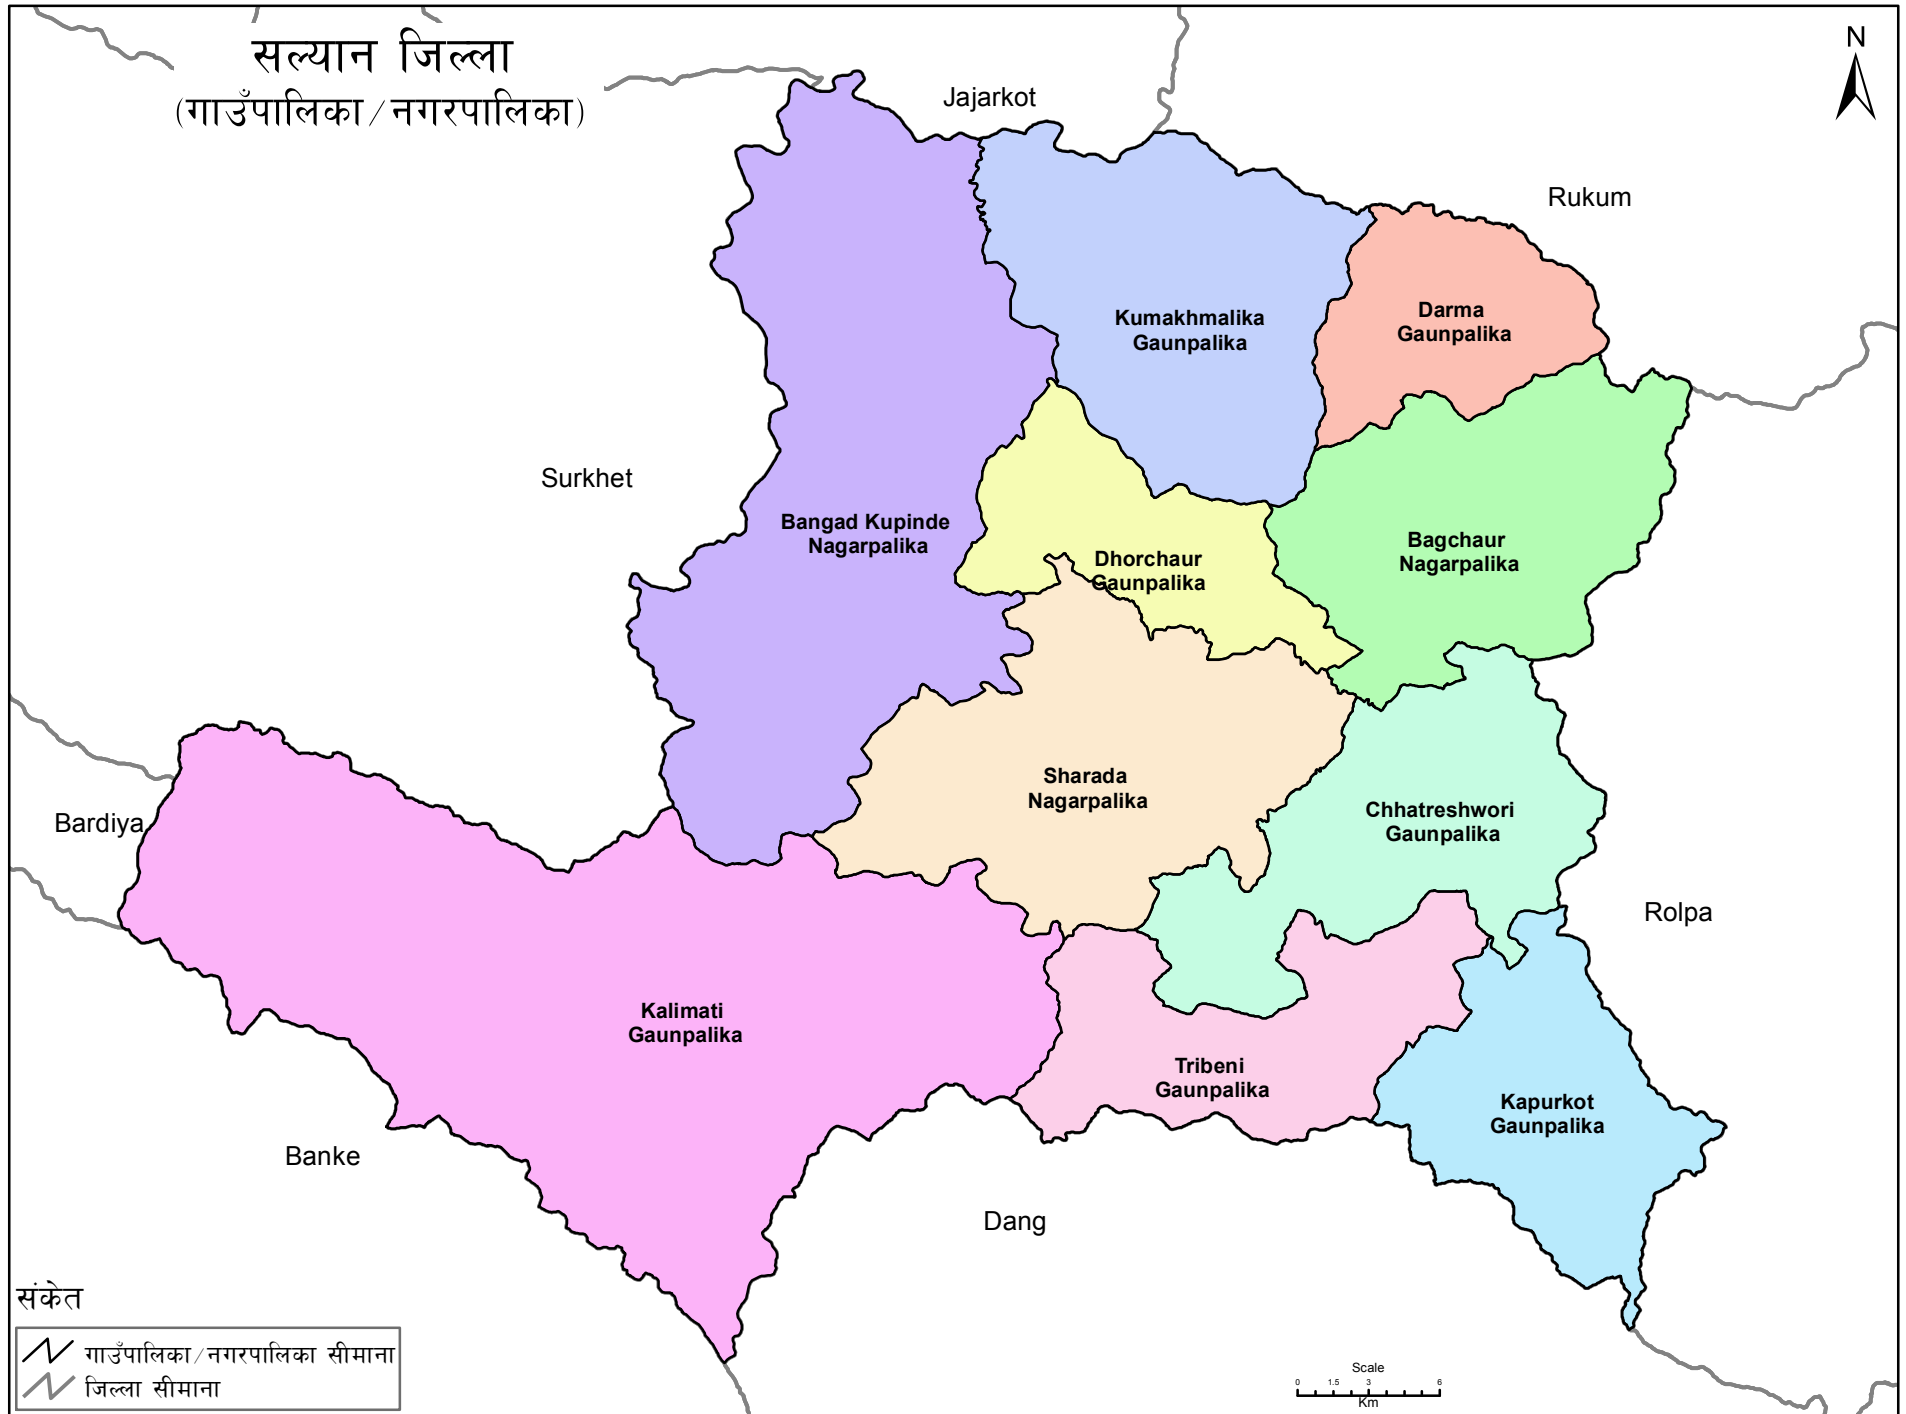 सल्यान जिल्ला
(गाउँपालिका/नगरपालिका)
N
Jajarkot
Rukum
Kumakhmalika
Gaunpalika
Darma
Gaunpalika
Surkhet
Bangad Kupinde
Nagarpalika
Dhorchaur
Gaunpalika
Bagchaur
Nagarpalika
Sharada
Nagarpalika
Chhatreshwori
Gaunpalika
Bardiya
Rolpa
Kalimati
Gaunpalika
Tribeni
Gaunpalika
Kapurkot
Gaunpalika
Banke
Dang
संकेत
गाउँपालिका/नगरपालिका सीमाना
जिल्ला सीमाना
Scale
0 1.5 3 6
Km